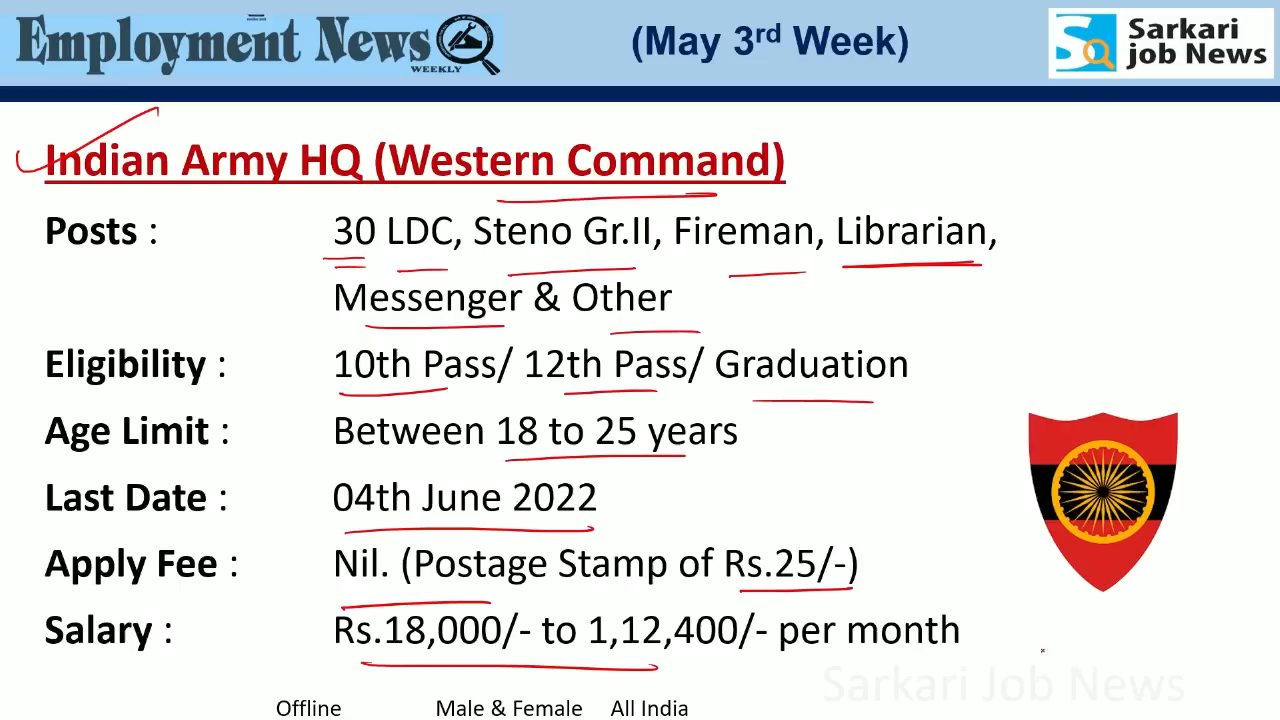 Employment News
WEEKLY
(May 3rd Week)
Sarkari
Job News
Indian Army HQ (Western Command)
Posts : 30 LDC, Steno Gr.II, Fireman, Librarian,
Messenger & Other
Eligibility : 10th Pass/ 12th Pass/ Graduation
Age Limit : Between 18 to 25 years
Last Date : 04th June 2022
Apply Fee : Nil. (Postage Stamp of Rs.25/-)
Salary : Rs.18,000/- to 1,12,400/- per month
Sarkari Job News
Offline Male & Female All India